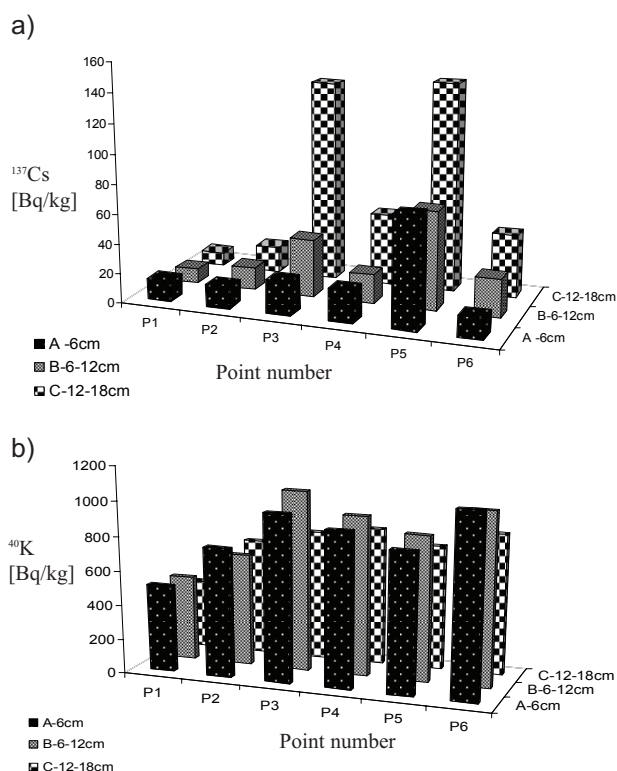 a)
160
140
120
100
80
60
40
20
0
¹³⁷Cs
[Bq/kg]
P1
P2
P3
P4
P5
P6
C-12-18cm
B-6-12cm
A -6cm
Point number
A -6cm
B-6-12cm
C-12-18cm
b)
1200
1000
800
600
400
200
0
⁴⁰K
[Bq/kg]
P1
P2
P3
P4
P5
P6
C-12-18cm
B-6-12cm
A-6cm
Point number
A-6cm
B-6-12cm
C-12-18cm